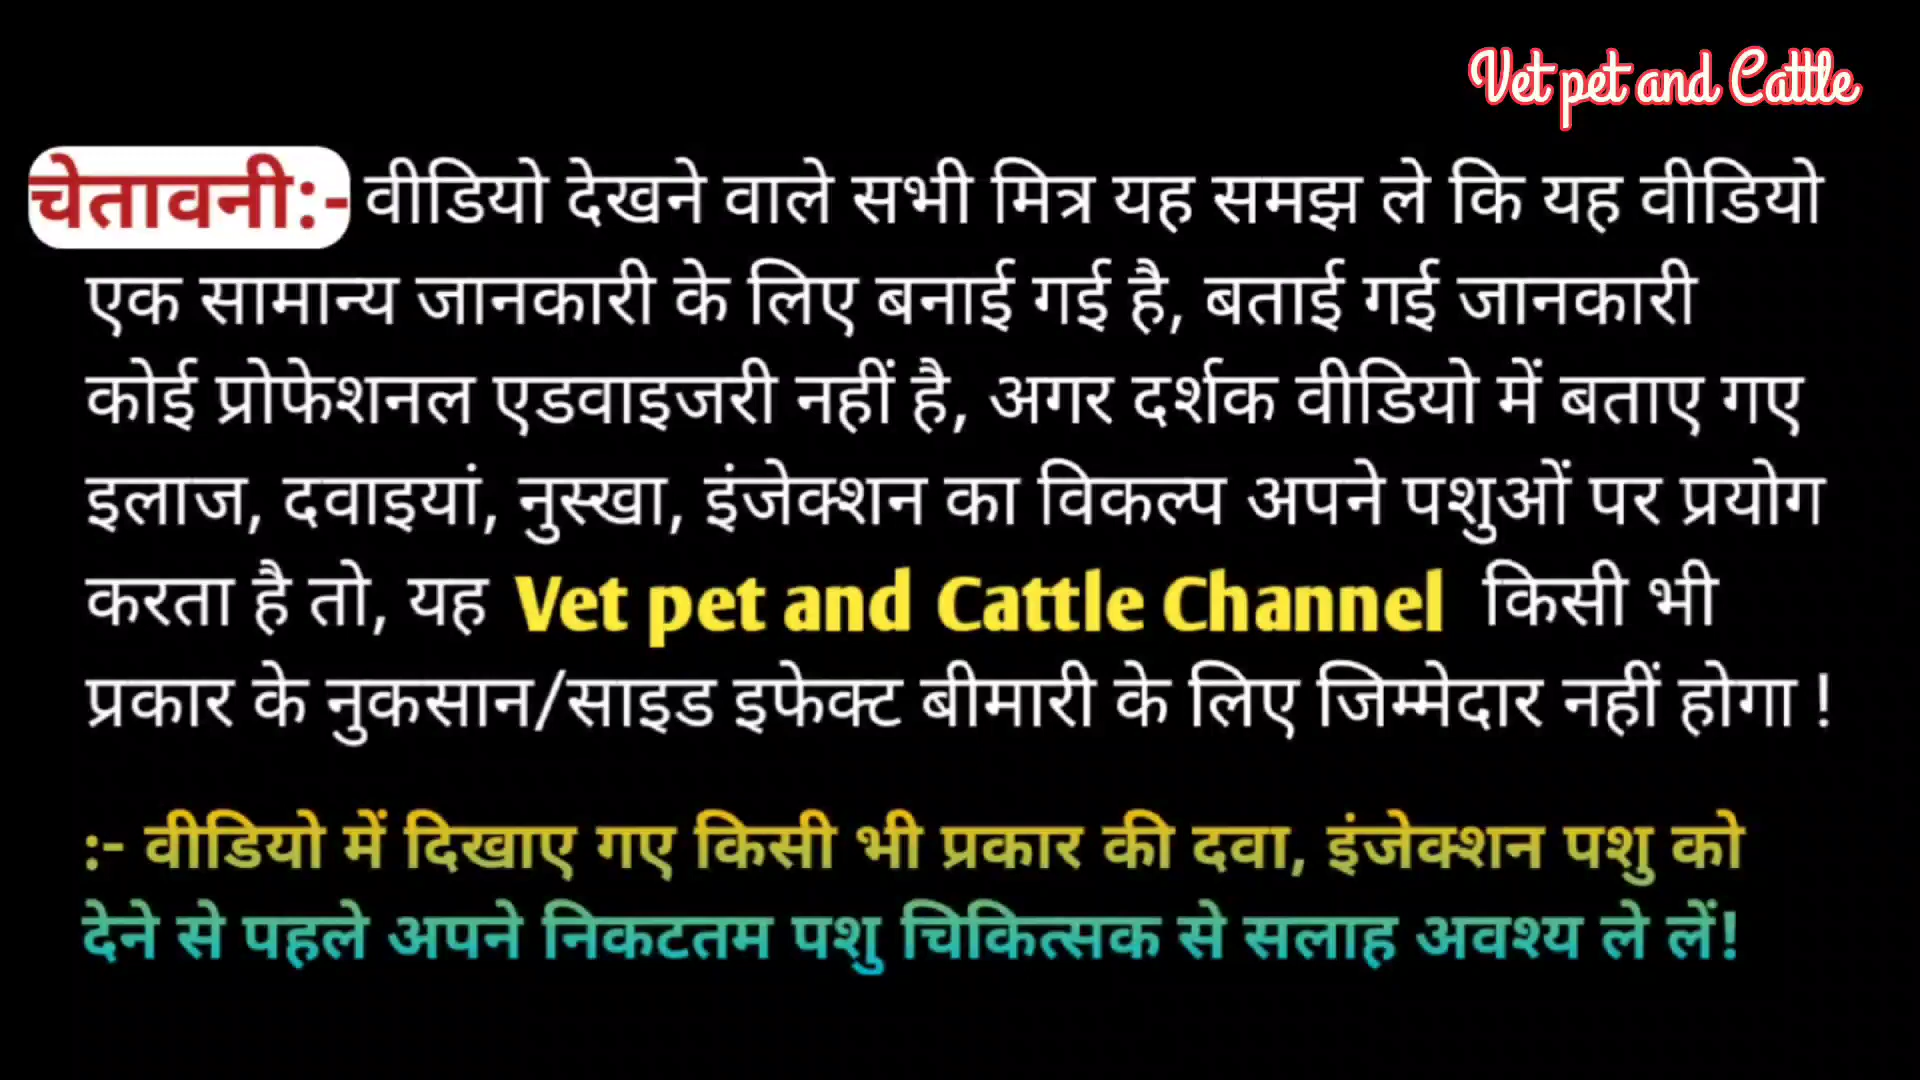 Vet pet and Cattle
चेतावनी:- वीडियो देखने वाले सभी मित्र यह समझ ले कि यह वीडियो
एक सामान्य जानकारी के लिए बनाई गई है, बताई गई जानकारी
कोई प्रोफेशनल एडवाइजरी नहीं है, अगर दर्शक वीडियो में बताए गए
इलाज, दवाइयां, नुस्खा, इंजेक्शन का विकल्प अपने पशुओं पर प्रयोग
करता है तो, यह Vet pet and Cattle Channel किसी भी
प्रकार के नुकसान/साइड इफेक्ट बीमारी के लिए जिम्मेदार नहीं होगा !
:- वीडियो में दिखाए गए किसी भी प्रकार की दवा, इंजेक्शन पशु को
देने से पहले अपने निकटतम पशु चिकित्सक से सलाह अवश्य ले लें!